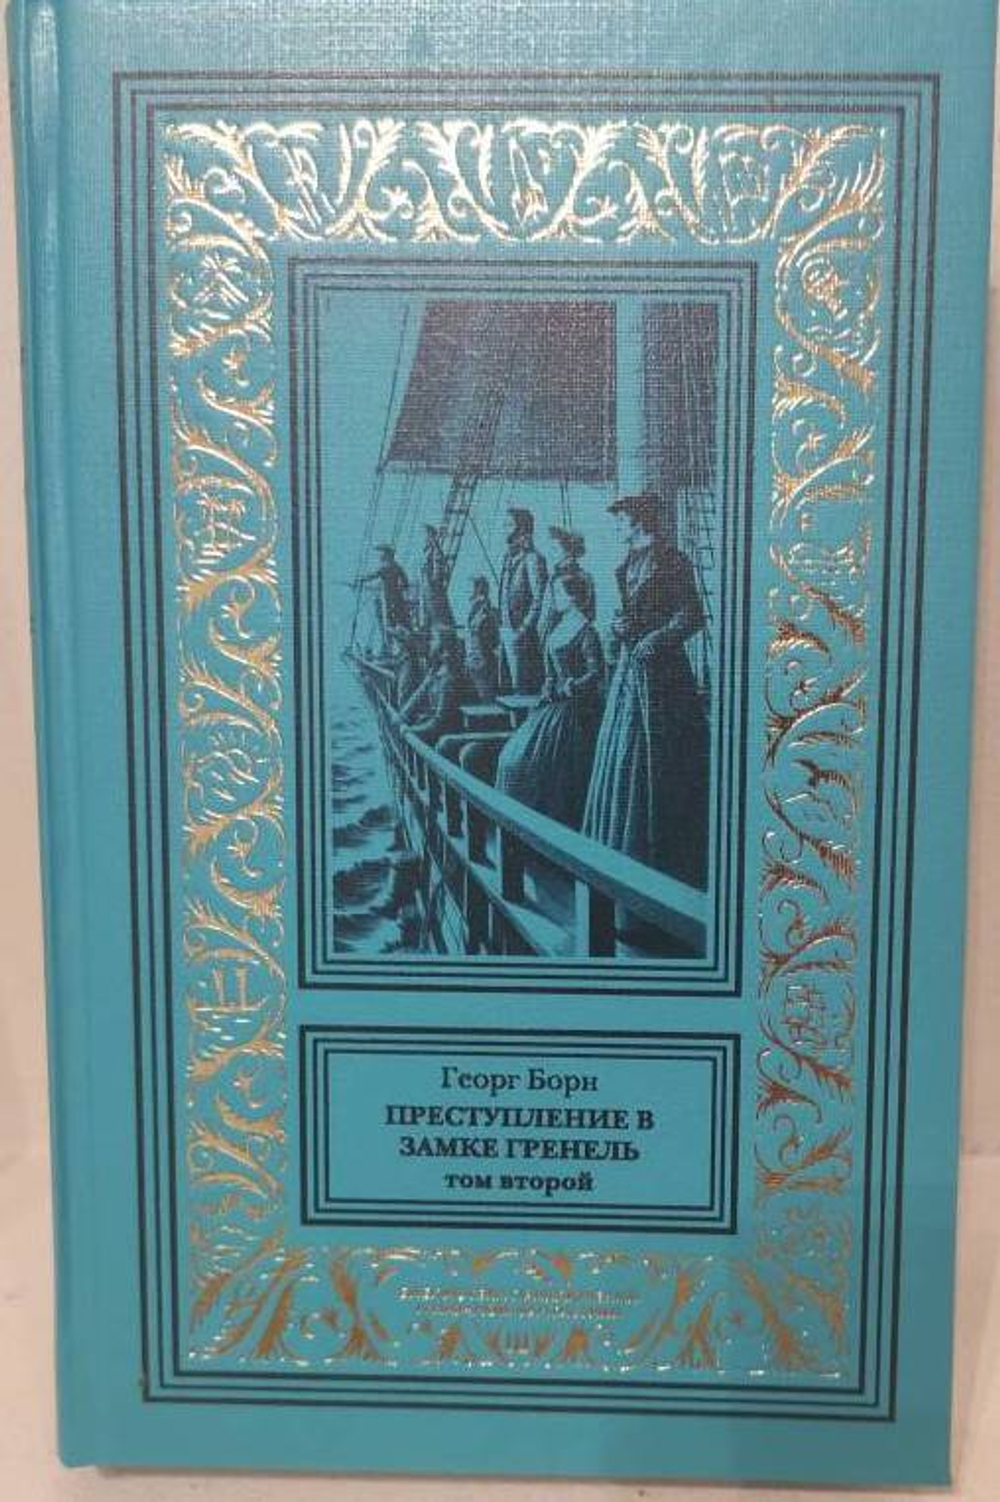 Георг Борн
ПРЕСТУПЛЕНИЕ В
ЗАМКЕ ГРЕНЕЛЬ
том второй